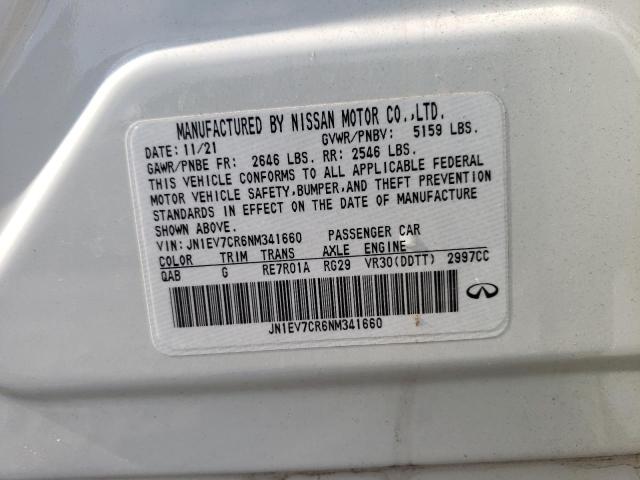 MANUFACTURED BY NISSAN MOTOR CO.,LTD.
DATE: 11/21 GVWR/PNBV: 5159 LBS.
GAWR/PNBE FR: 2646 LBS. RR: 2546 LBS.
THIS VEHICLE CONFORMS TO ALL APPLICABLE FEDERAL
MOTOR VEHICLE SAFETY,BUMPER,AND THEFT PREVENTION
STANDARDS IN EFFECT ON THE DATE OF MANUFACTURE
SHOWN ABOVE.
VIN: JN1EV7CR6NM341660 PASSENGER CAR
COLOR TRIM TRANS AXLE ENGINE
QAB G RE7R01A RG29 VR30(DDTT) 2997CC
JN1EV7CR6NM341660